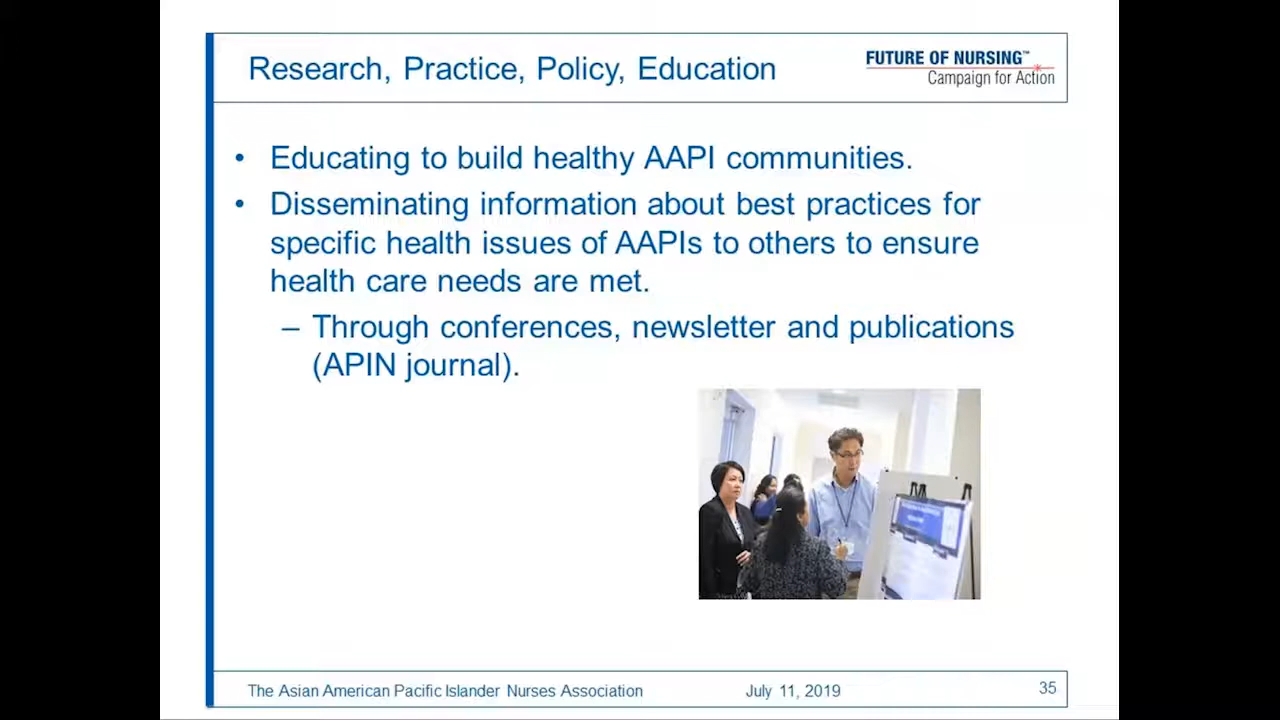 Research, Practice, Policy, Education
FUTURE OF NURSING™
Campaign for Action
• Educating to build healthy AAPI communities.
• Disseminating information about best practices for
specific health issues of AAPIs to others to ensure
health care needs are met.
– Through conferences, newsletter and publications
(APIN journal).
The Asian American Pacific Islander Nurses Association
July 11, 2019
35